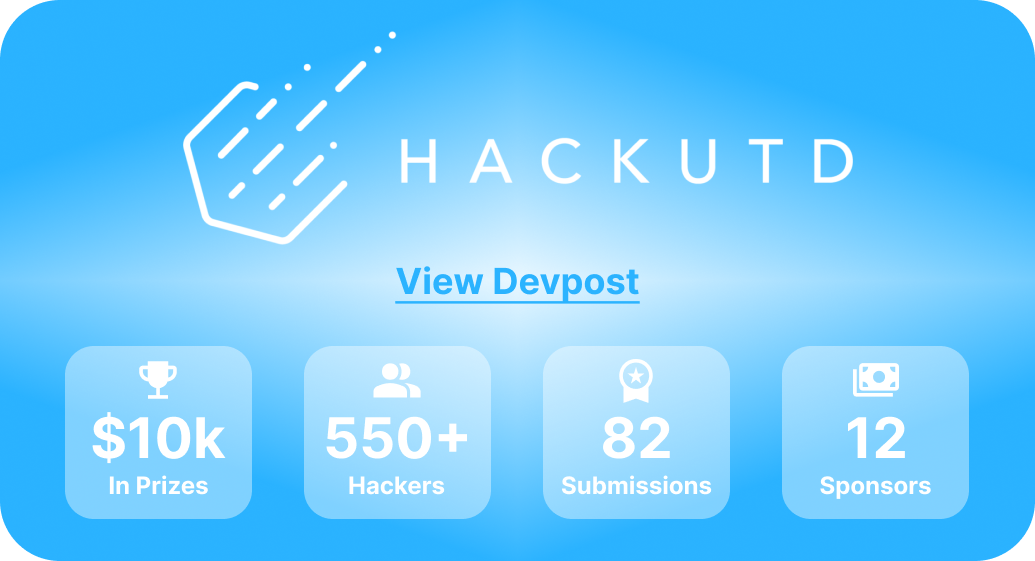 HACKUTD
View Devpost
$10k
In Prizes
550+
Hackers
82
Submissions
12
Sponsors